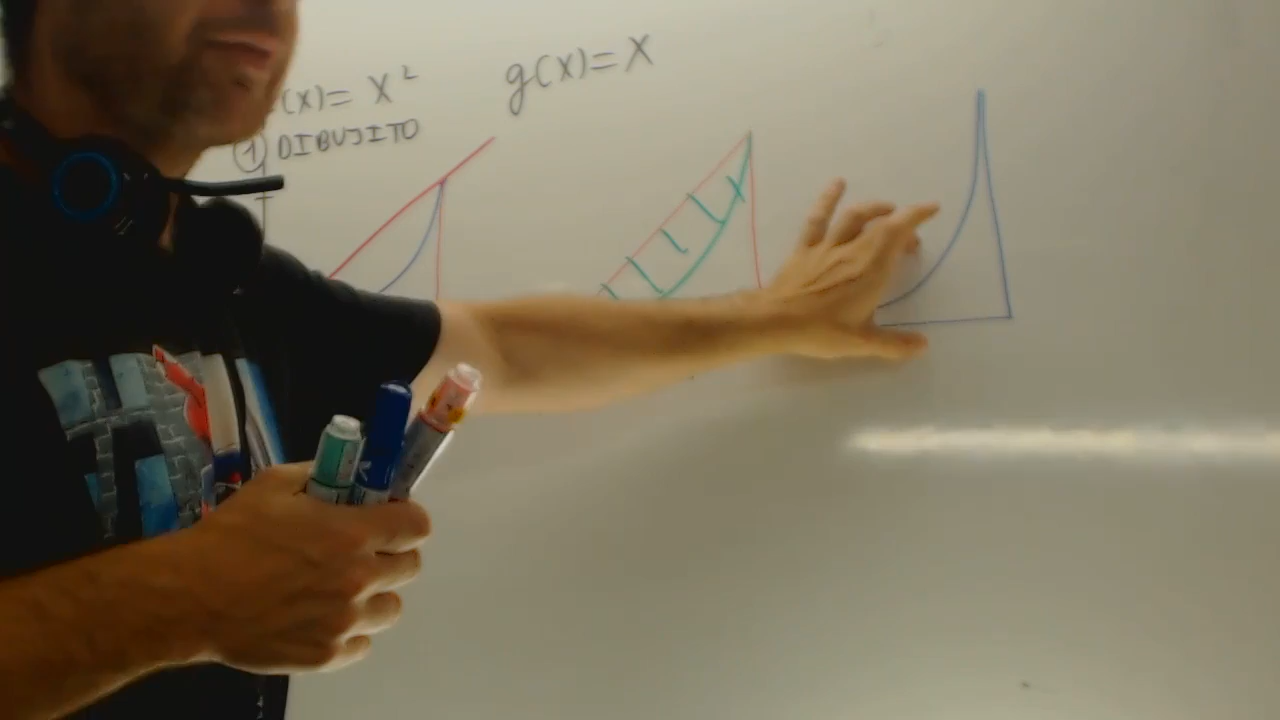 (x)= x² g(x)= x
① DIBUJITO